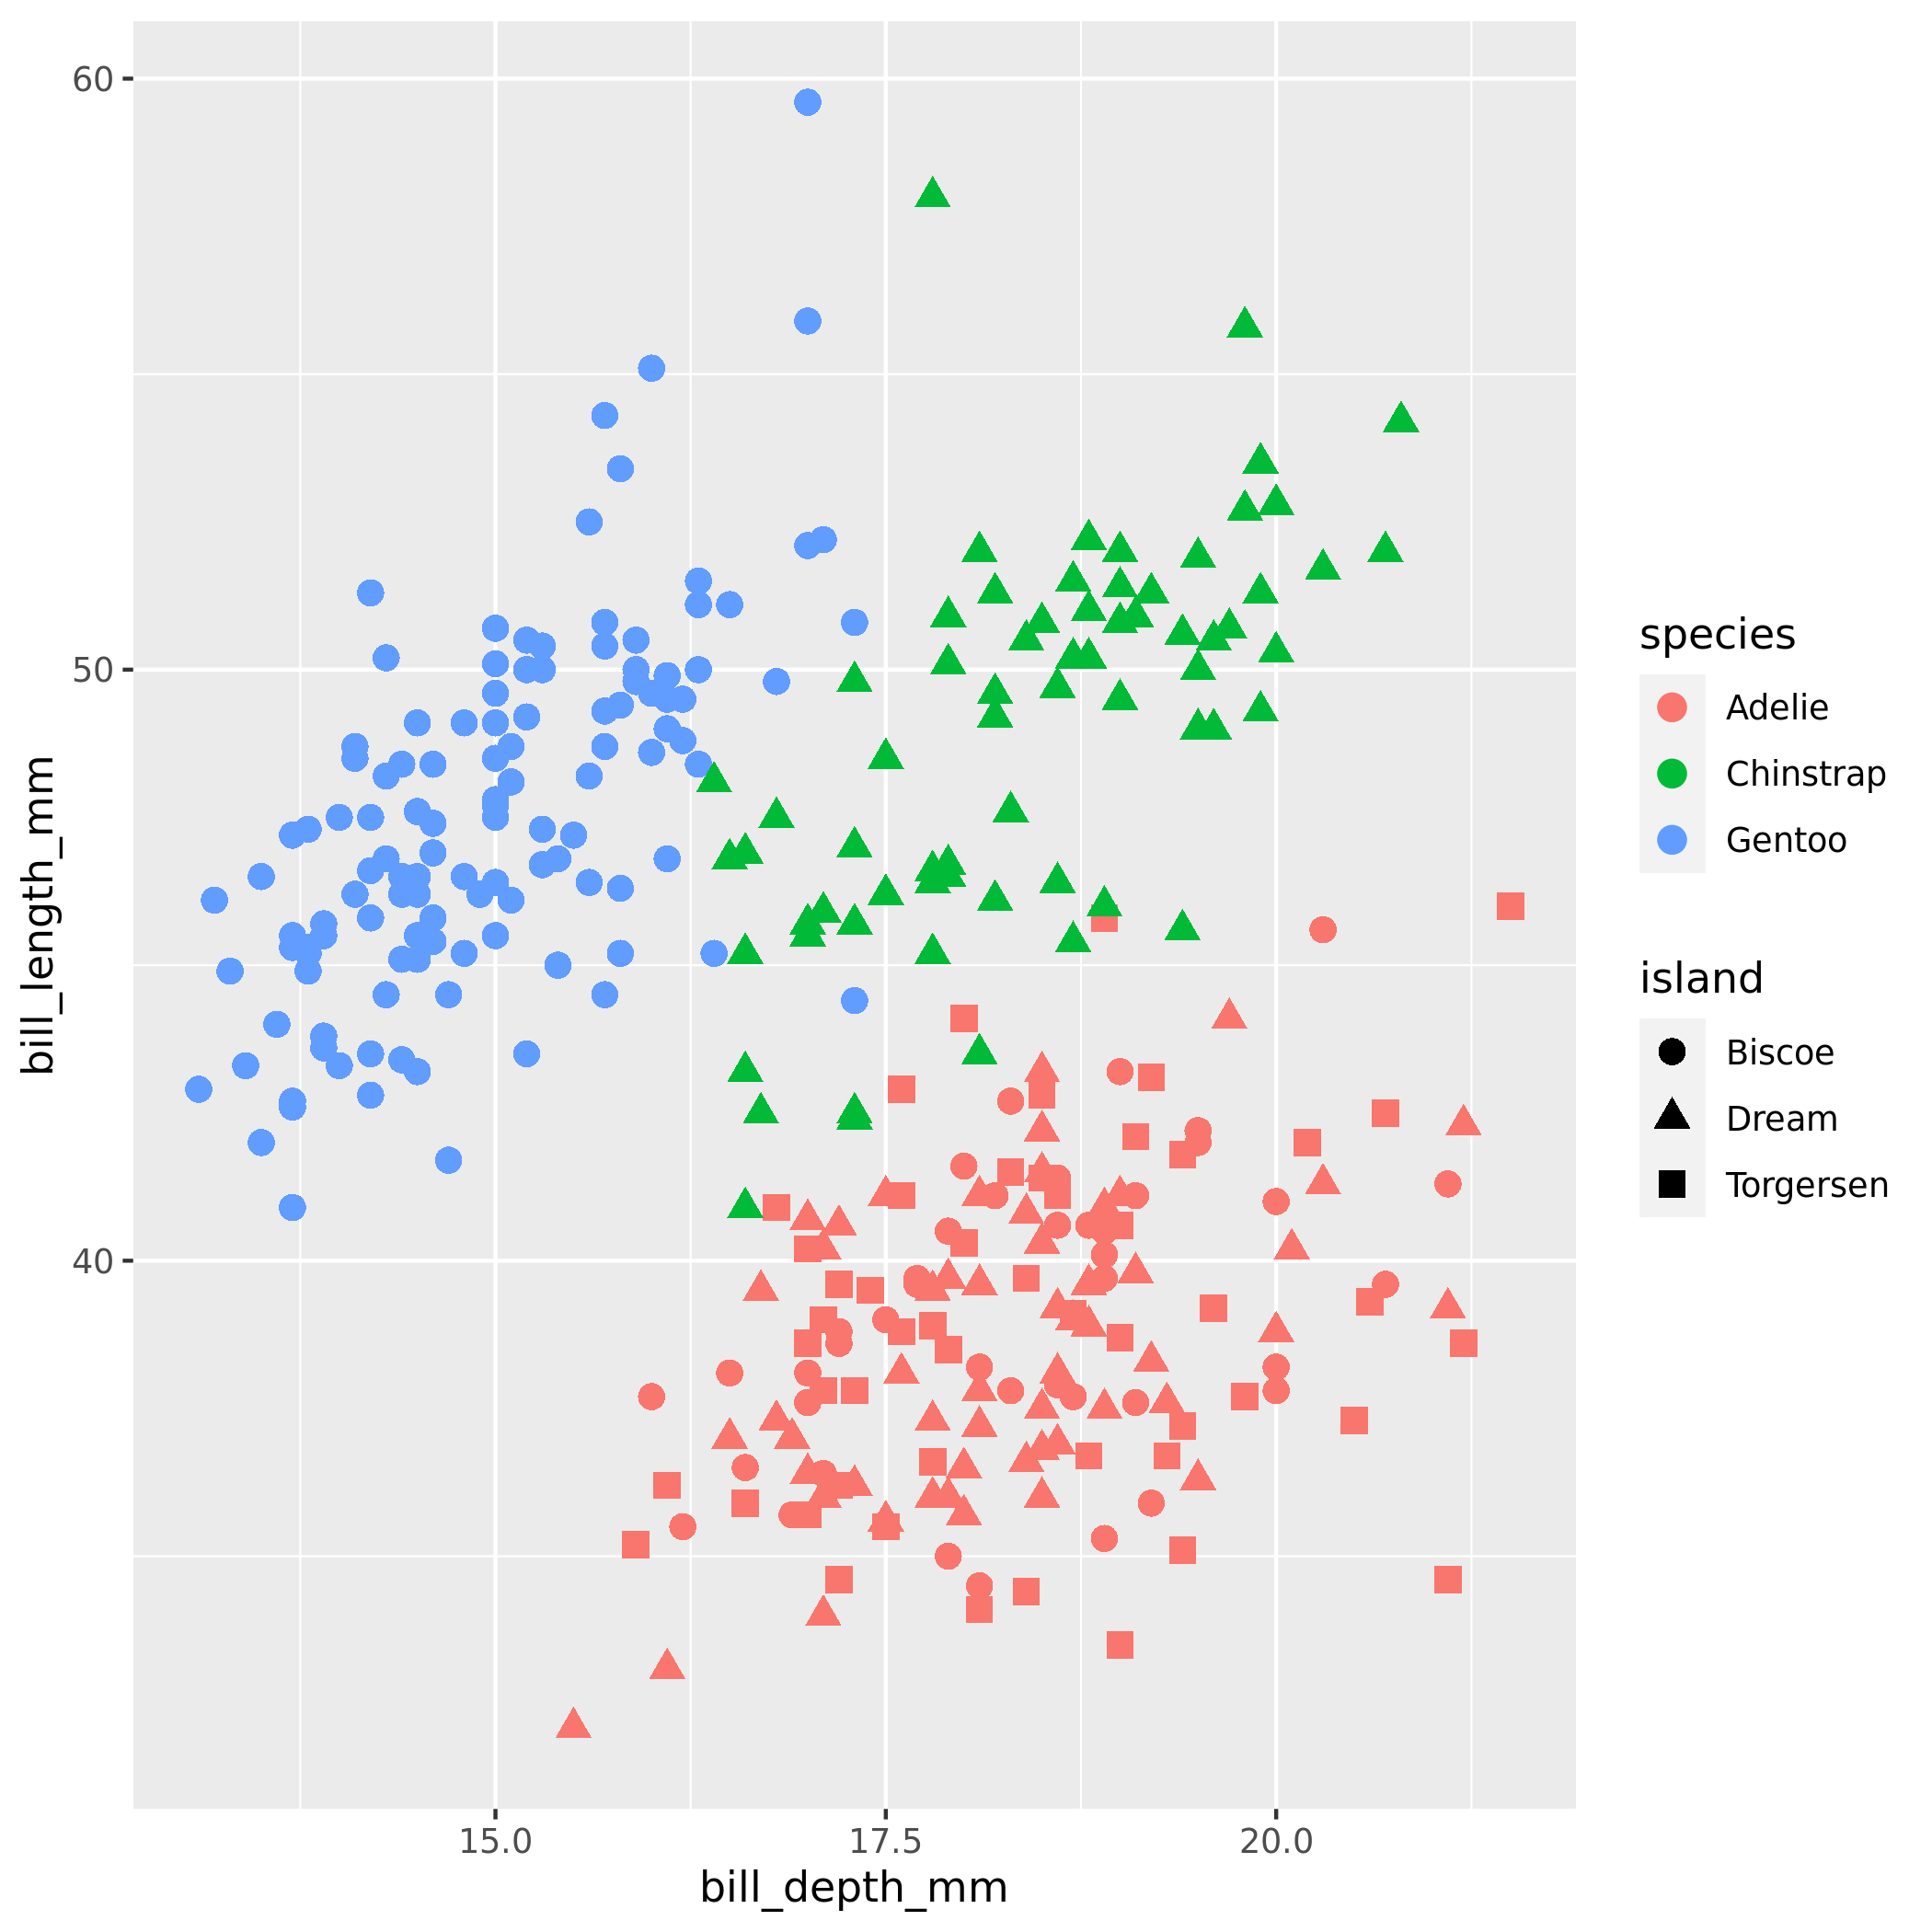 60
50
40
bill_length_mm
15.0
17.5
20.0
bill_depth_mm
species
Adelie
Chinstrap
Gentoo
island
Biscoe
Dream
Torgersen